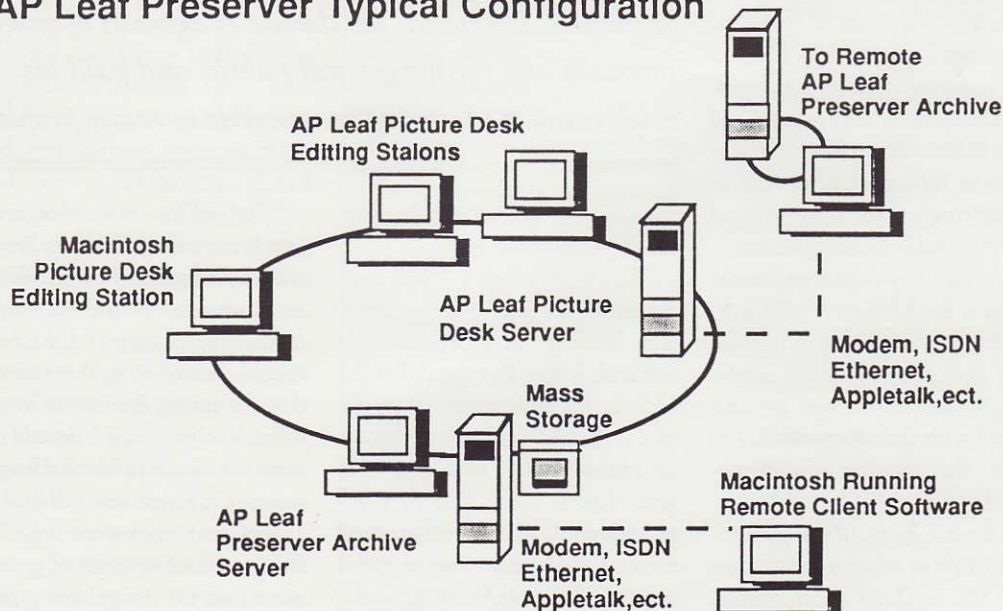 AP Leaf Preserver Typical Configuration
To Remote
AP Leaf
Preserver Archive
AP Leaf Picture Desk
Editing Stalons
Macintosh
Picture Desk
Editing Station
AP Leaf Picture
Desk Server
Modem, ISDN
Ethernet,
Appletalk,ect.
Mass
Storage
Macintosh Running
Remote Client Software
AP Leaf
Preserver Archive
Server
Modem, ISDN
Ethernet,
Appletalk,ect.